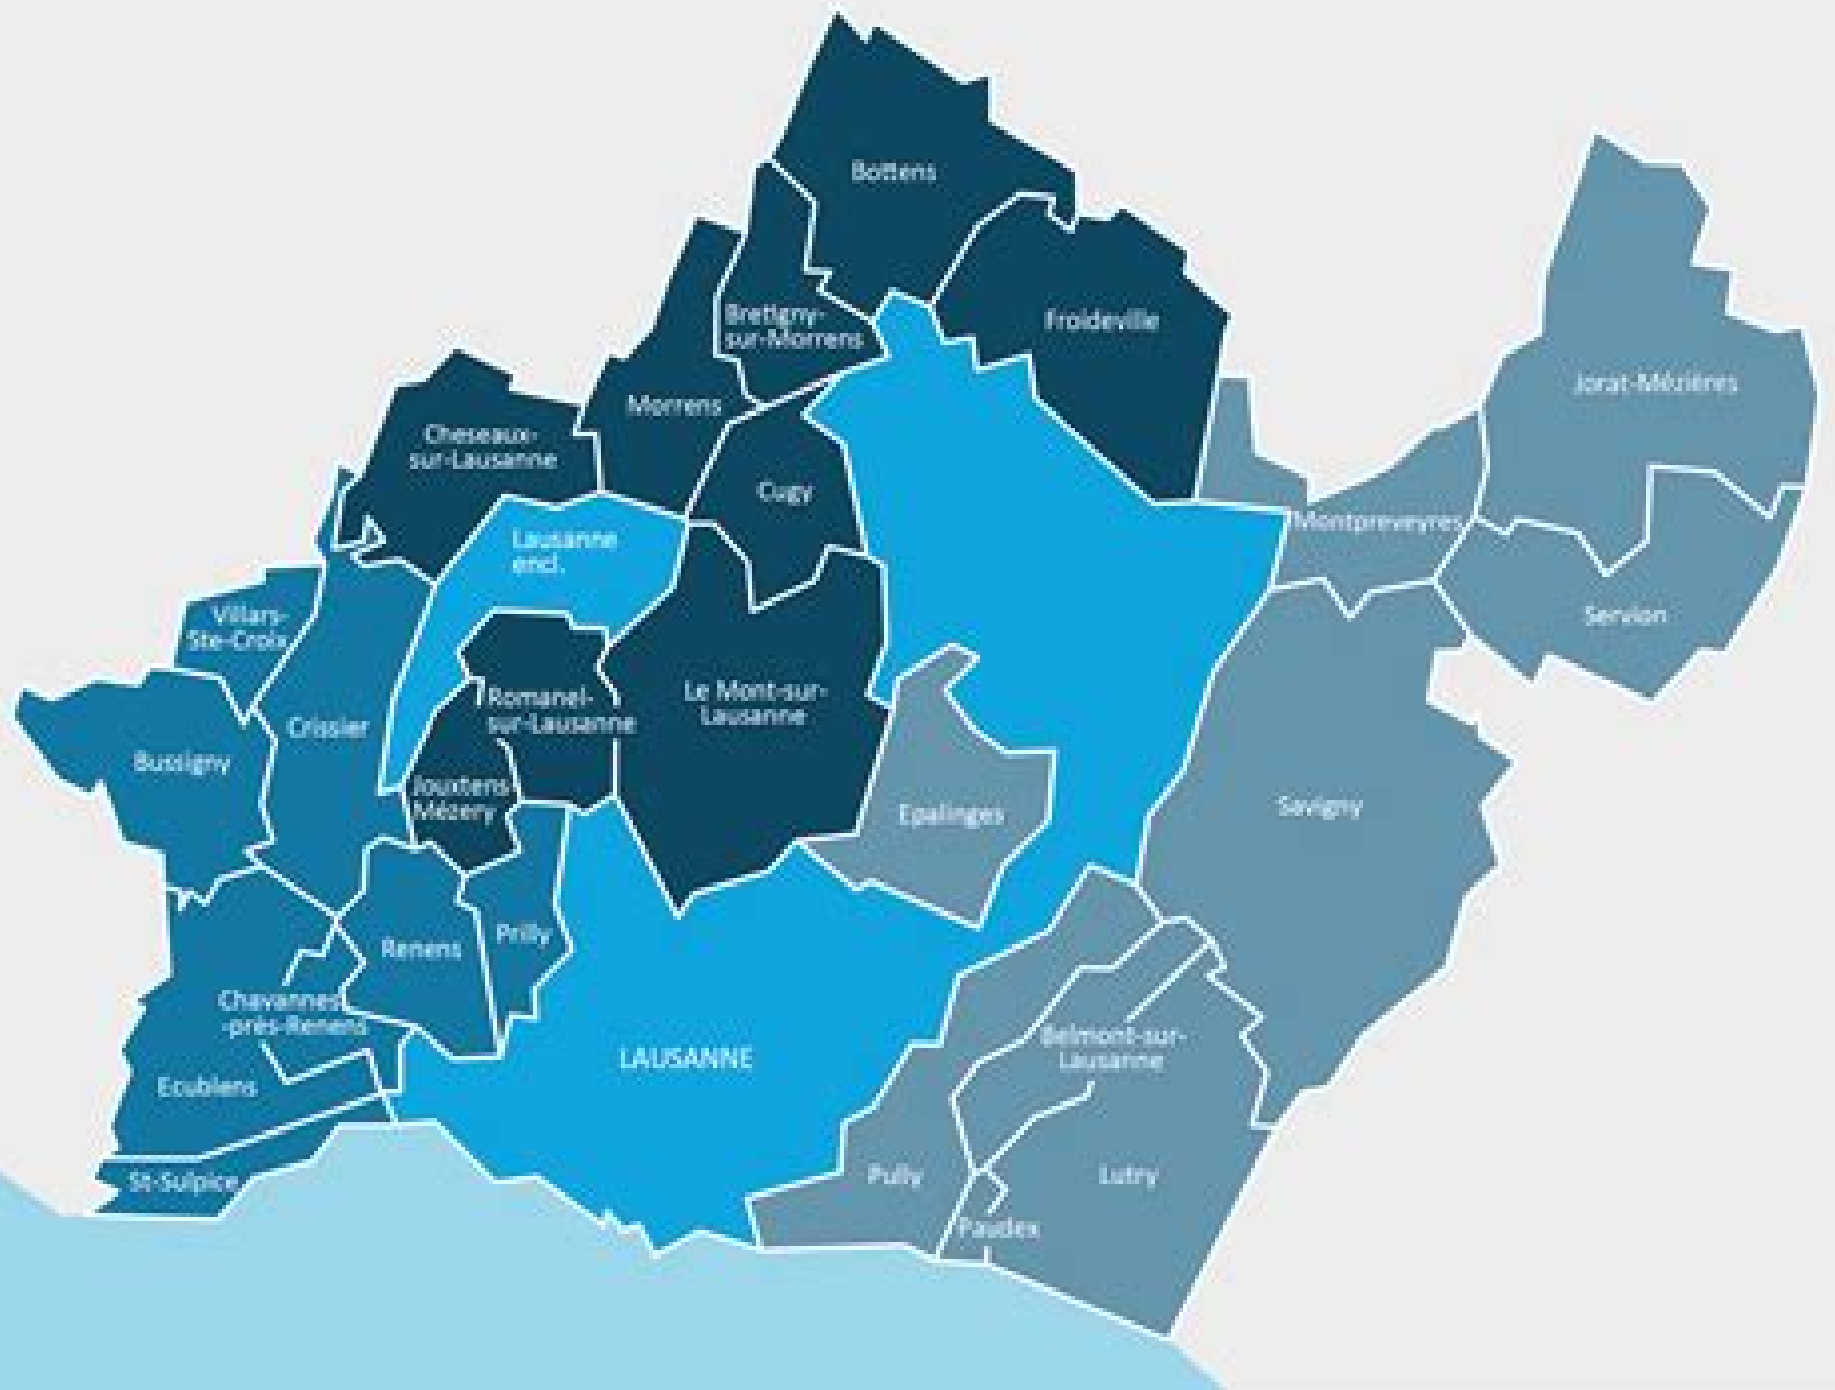 Bottens
Froideville
Bretigny-
sur-Morrens
Jorat-Mézières
Morrens
Cheseaux-
sur-Lausanne
Cugy
Montpreveyres
Lausanne
encl.
Villars-
Ste-Croix
Servion
Romanel-
sur-Lausanne
Le Mont-sur-
Lausanne
Crissier
Bussigny
Jouxtens-
Mézery
Epalinges
Savigny
Prilly
Renens
Chavannes
-près-Renens
Belmont-sur-
Lausanne
LAUSANNE
Ecublens
Pully
Lutry
St-Sulpice
Paudex